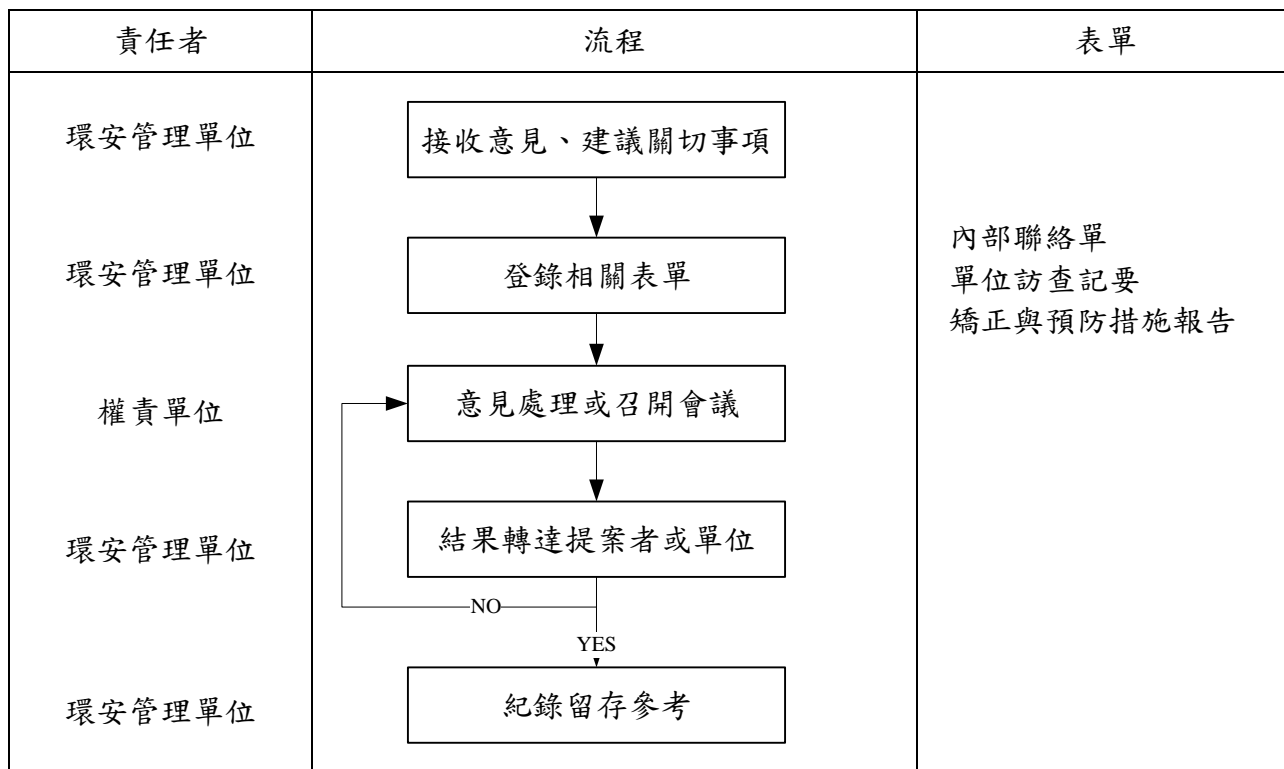 責任者
流程
表單
環安管理單位
接收意見、建議關切事項
環安管理單位
登錄相關表單
內部聯絡單
單位訪查記要
矯正與預防措施報告
權責單位
意見處理或召開會議
環安管理單位
結果轉達提案者或單位
NO
YES
環安管理單位
紀錄留存參考